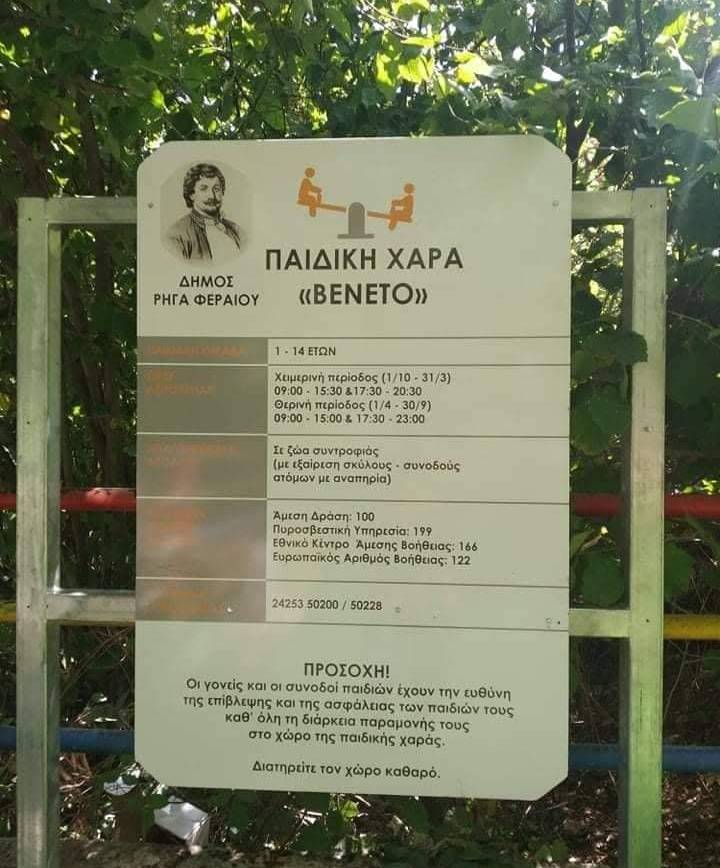 ΔΗΜΟΣ
ΡΗΓΑ ΦΕΡΑΙΟΥ
ΠΑΙΔΙΚΗ ΧΑΡΑ
«ΒΕΝΕΤΟ»
1 - 14 ΕΤΩΝ
Χειμερινή περίοδος (1/10 - 31/3)
09:00 - 15:30 &17:30 - 20:30
Θερινή περίοδος (1/4 - 30/9)
09:00 - 15:00 & 17:30 - 23:00
Σε ζώα συντροφιάς
(με εξαίρεση σκύλους - συνοδούς
ατόμων με αναπηρία)
Άμεση Δράση: 100
Πυροσβεστική Υπηρεσία: 199
Εθνικό Κέντρο Άμεσης Βοήθειας: 166
Ευρωπαϊκός Αριθμός Βοήθειας: 122
24253 50200 / 50228
ΠΡΟΣΟΧΗ!
Οι γονείς και οι συνοδοί παιδιών έχουν την ευθύνη
της επίβλεψης και της ασφάλειας των παιδιών τους
καθ' όλη τη διάρκεια παραμονής τους
στο χώρο της παιδικής χαράς.
Διατηρείτε τον χώρο καθαρό.